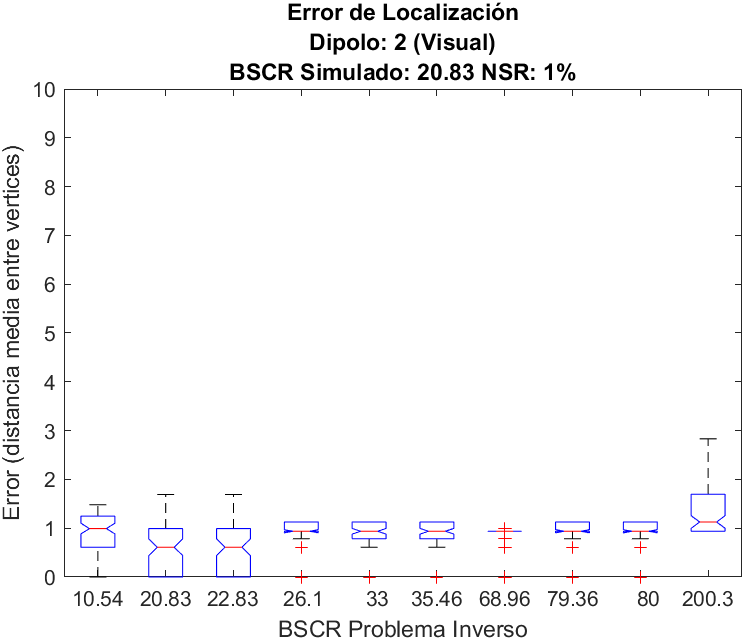 Error de Localización
Dipolo: 2 (Visual)
BSCR Simulado: 20.83 NSR: 1%
Error (distancia media entre vertices)
10
9
8
7
6
5
4
3
2
1
0
10.54 20.83 22.83 26.1 33 35.46 68.96 79.36 80 200.3
BSCR Problema Inverso